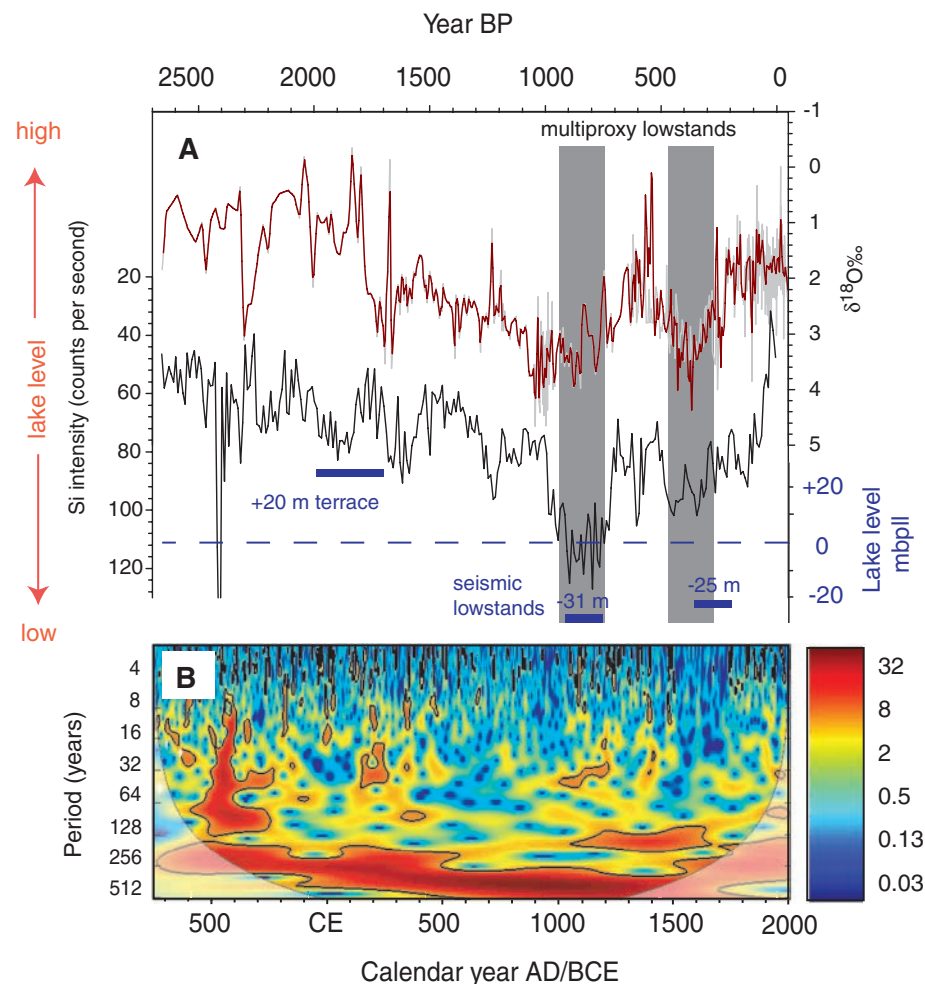 Year BP
2500 2000 1500 1000 500 0
high
lake level
low
A
multiproxy lowstands
Si intensity (counts per second)
20
40
60
80
100
120
-1
0
1
2
3
4
5
δ18O‰
+20
0
-20
Lake level
mbpll
+20 m terrace
seismic
lowstands
-31 m
-25 m
B
Period (years)
4
8
16
32
64
128
256
512
32
8
2
0.5
0.13
0.03
500 CE 500 1000 1500 2000
Calendar year AD/BCE